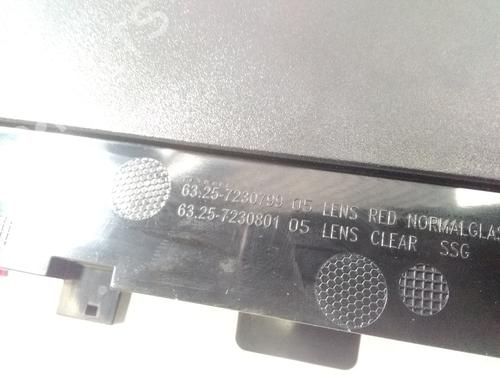 63.25-7230799 05 LENS RED NORMALGLAS
63.25-7230801 05 LENS CLEAR SSG